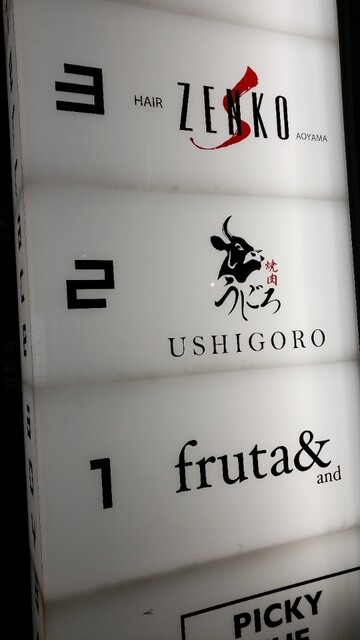 3 HAIR ZENKO AOYAMA
2
焼肉
うしごろ
USHIGORO
1 fruta&
and
PICKY